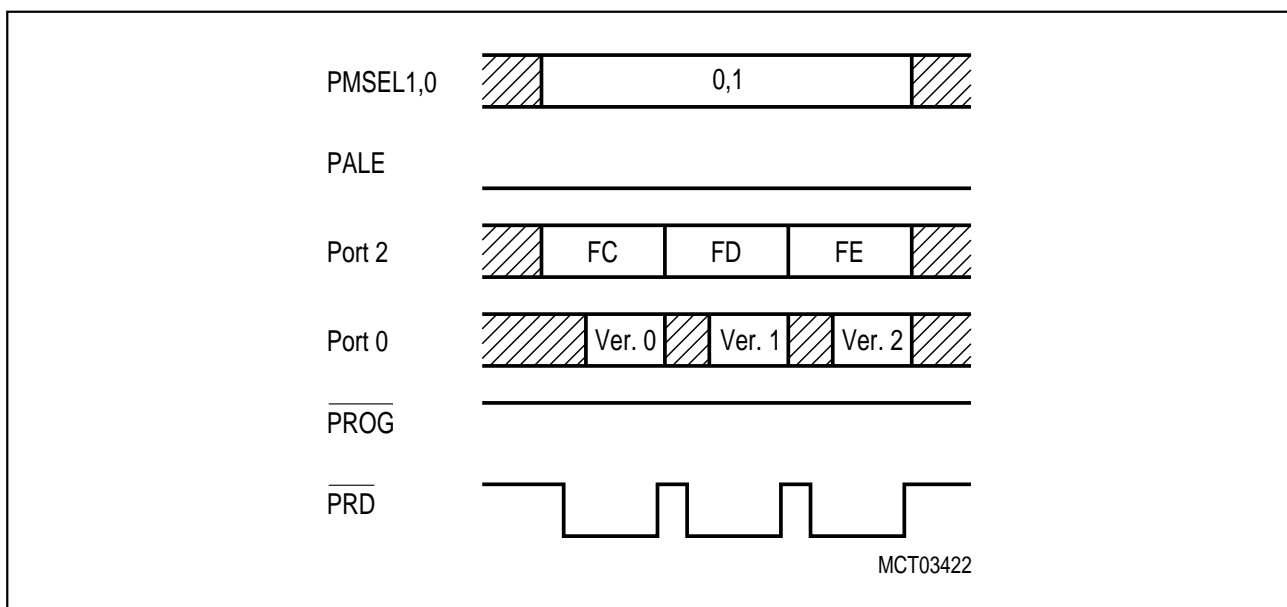 PMSEL1,0
0,1
PALE
Port 2
FC
FD
FE
Port 0
Ver. 0
Ver. 1
Ver. 2
PROG
PRD
MCT03422